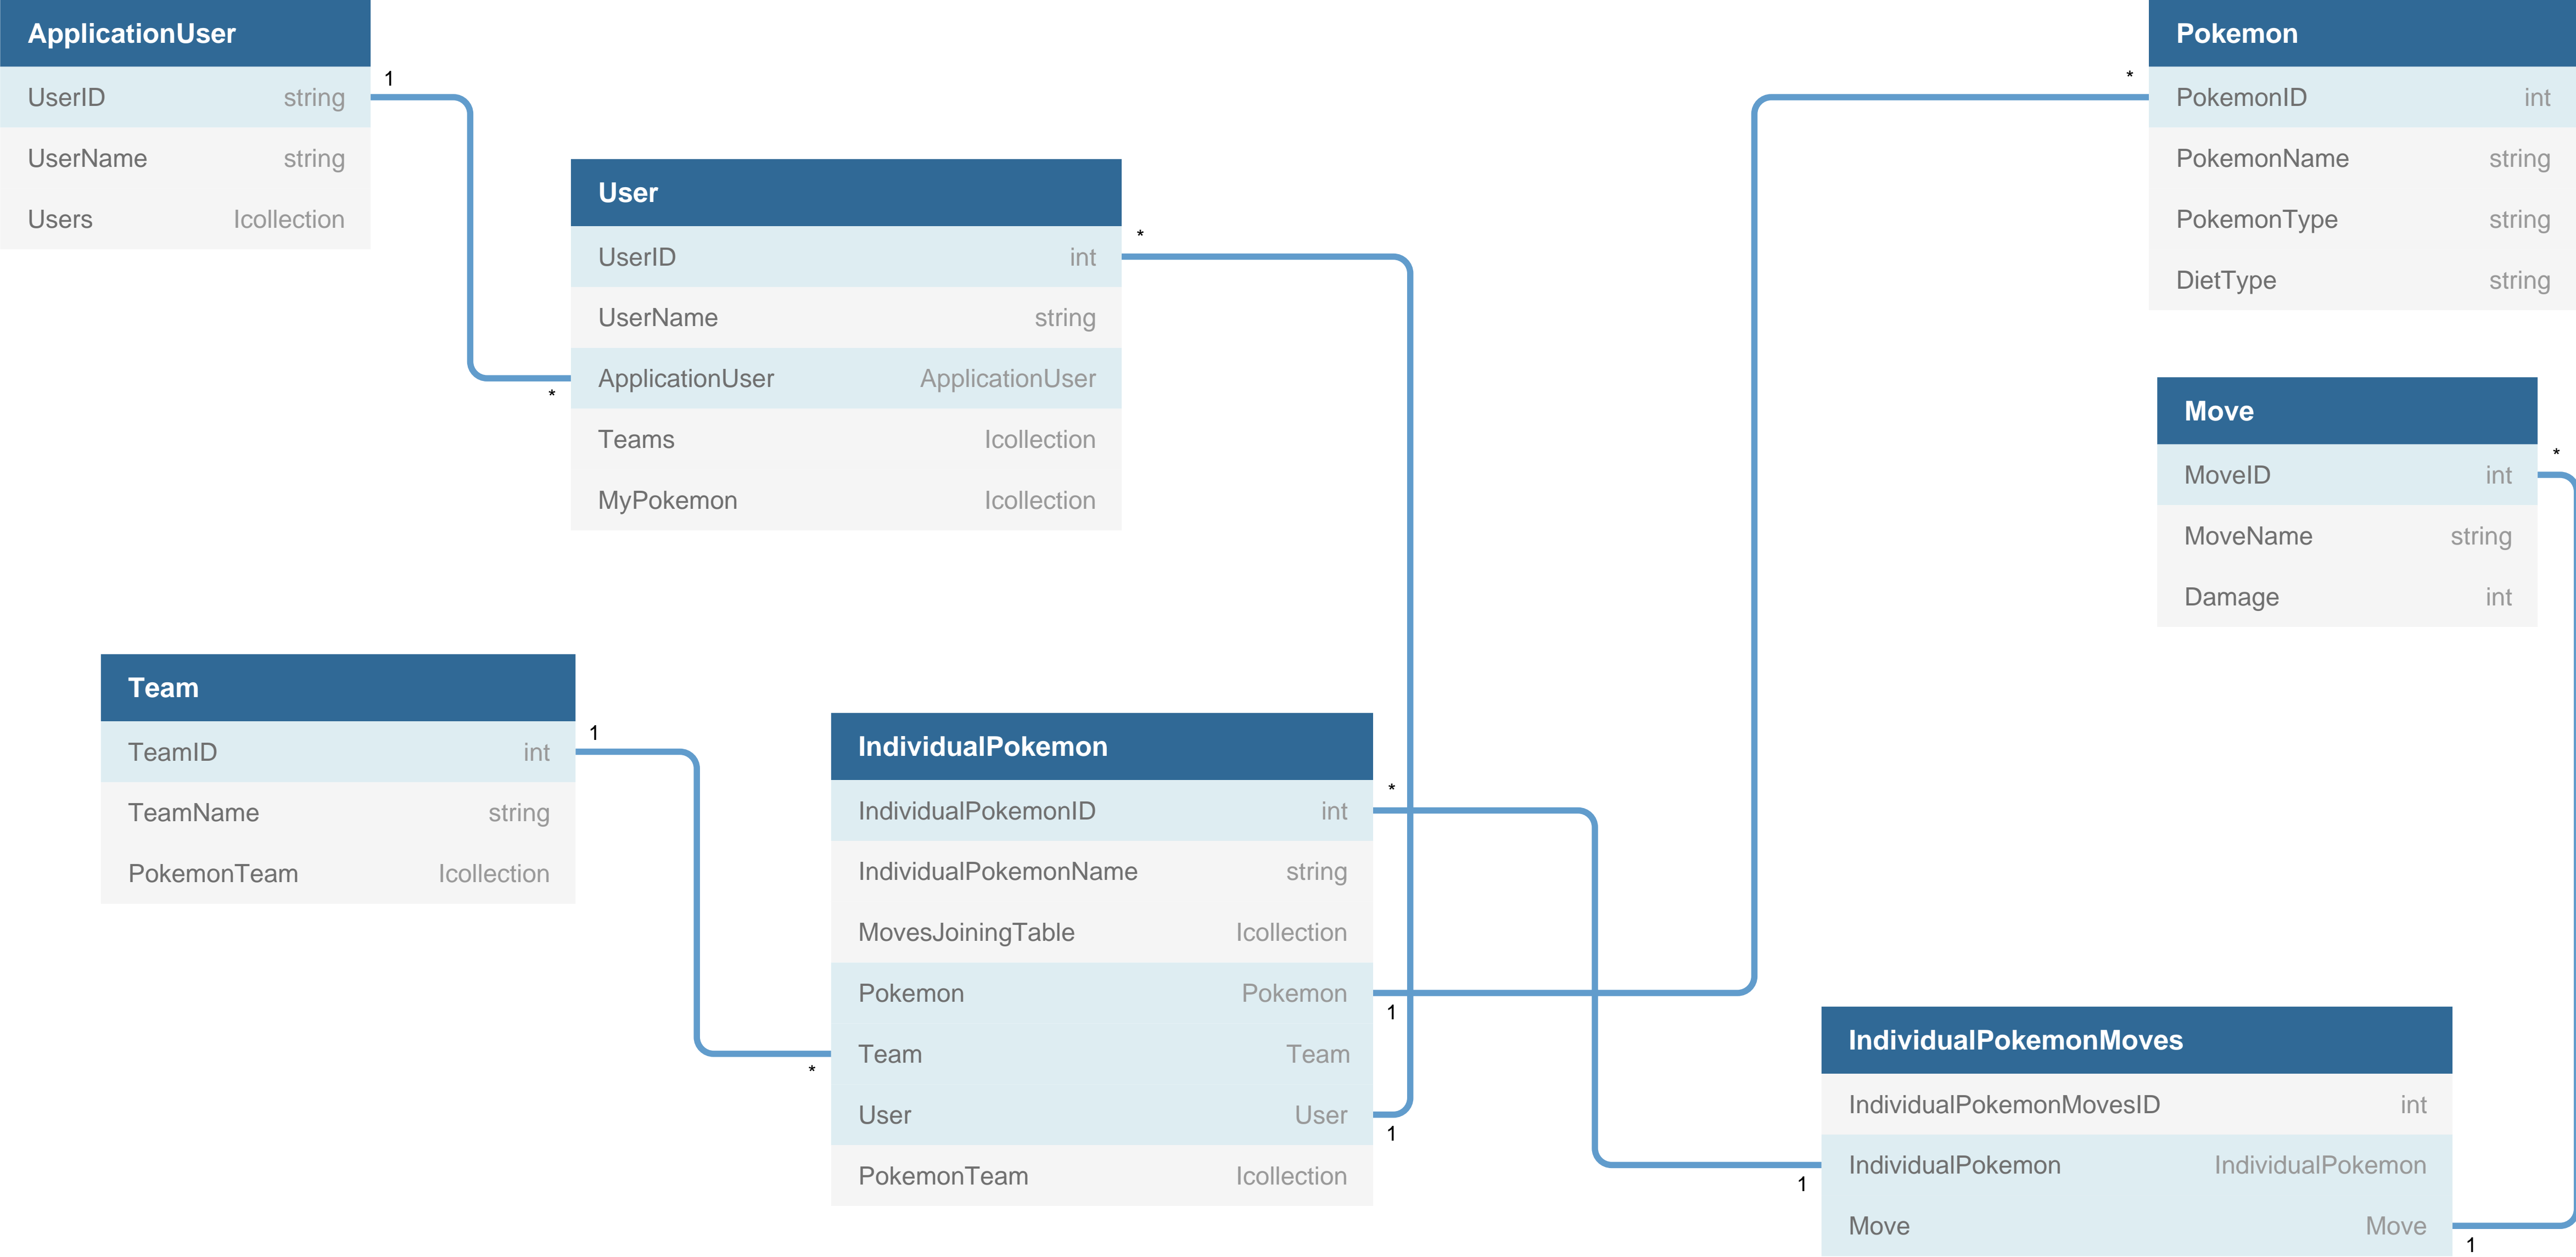 ApplicationUser
1
UserID string
UserName string
Users Icollection
User
*
UserID int
UserName string
*
ApplicationUser ApplicationUser
Teams Icollection
MyPokemon Icollection
Pokemon
*
PokemonID int
PokemonName string
PokemonType string
DietType string
Move
*
MoveID int
MoveName string
Damage int
Team
1
TeamID int
TeamName string
PokemonTeam Icollection
IndividualPokemon
*
IndividualPokemonID int
IndividualPokemonName string
MovesJoiningTable Icollection
Pokemon Pokemon
1
Team Team
*
User User
1
PokemonTeam Icollection
IndividualPokemonMoves
IndividualPokemonMovesID int
IndividualPokemon IndividualPokemon
1
Move Move
1